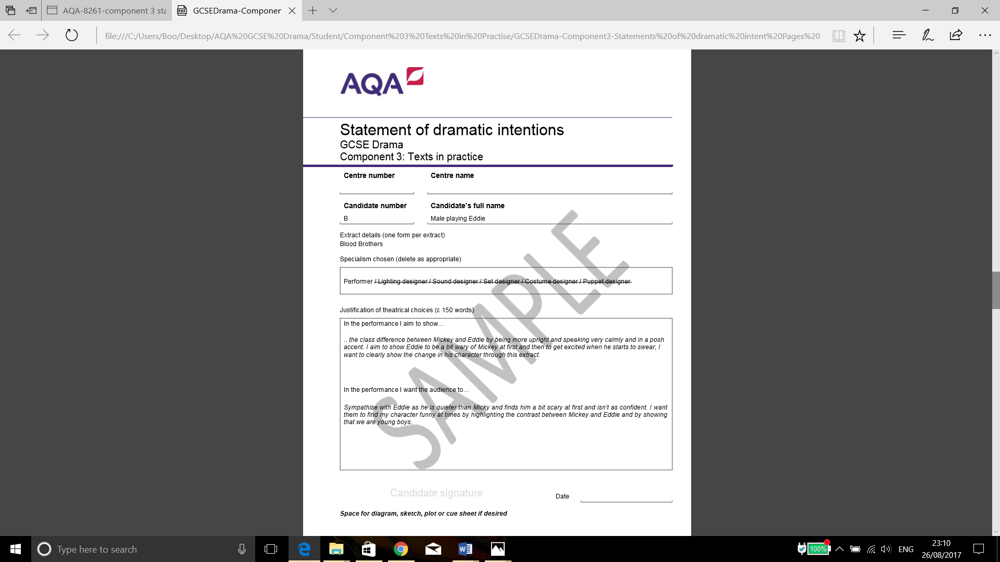 AQA-8261-component 3 sta
GCSEDrama-Componer
file:///C:/Users/Boo/Desktop/AQA%20GCSE%20Drama/Student/Component%203%20Texts%20in%20Practise/GCSEDrama-Component3-Statements%20of%20dramatic%20intent%20Pages%20
AQA
Statement of dramatic intentions
GCSE Drama
Component 3: Texts in practice
Centre number Centre name
Candidate number Candidate's full name
B Male playing Eddie
Extract details (one form per extract)
Blood Brothers
Specialism chosen (delete as appropriate)
Performer / Lighting designer / Sound designer / Set designer / Costume designer / Puppet designer
Justification of theatrical choices (c 150 words)
In the performance I aim to show…
.. the class difference between Mickey and Eddie by being more upright and speaking very calmly and in a posh
accent. I aim to show Eddie to be a bit wary of Mickey at first and then to get excited when he starts to swear, I
want to clearly show the change in his character through this extract.
In the performance I want the audience to…
Sympathise with Eddie as he is quieter than Micky and finds him a bit scary at first and isn't as confident. I want
them to find my character funny at times by highlighting the contrast between Mickey and Eddie and by showing
that we are young boys.
SAMPLE
Candidate signature
Date
Space for diagram, sketch, plot or cue sheet if desired
Type here to search
100%
ENG
23:10
26/08/2017